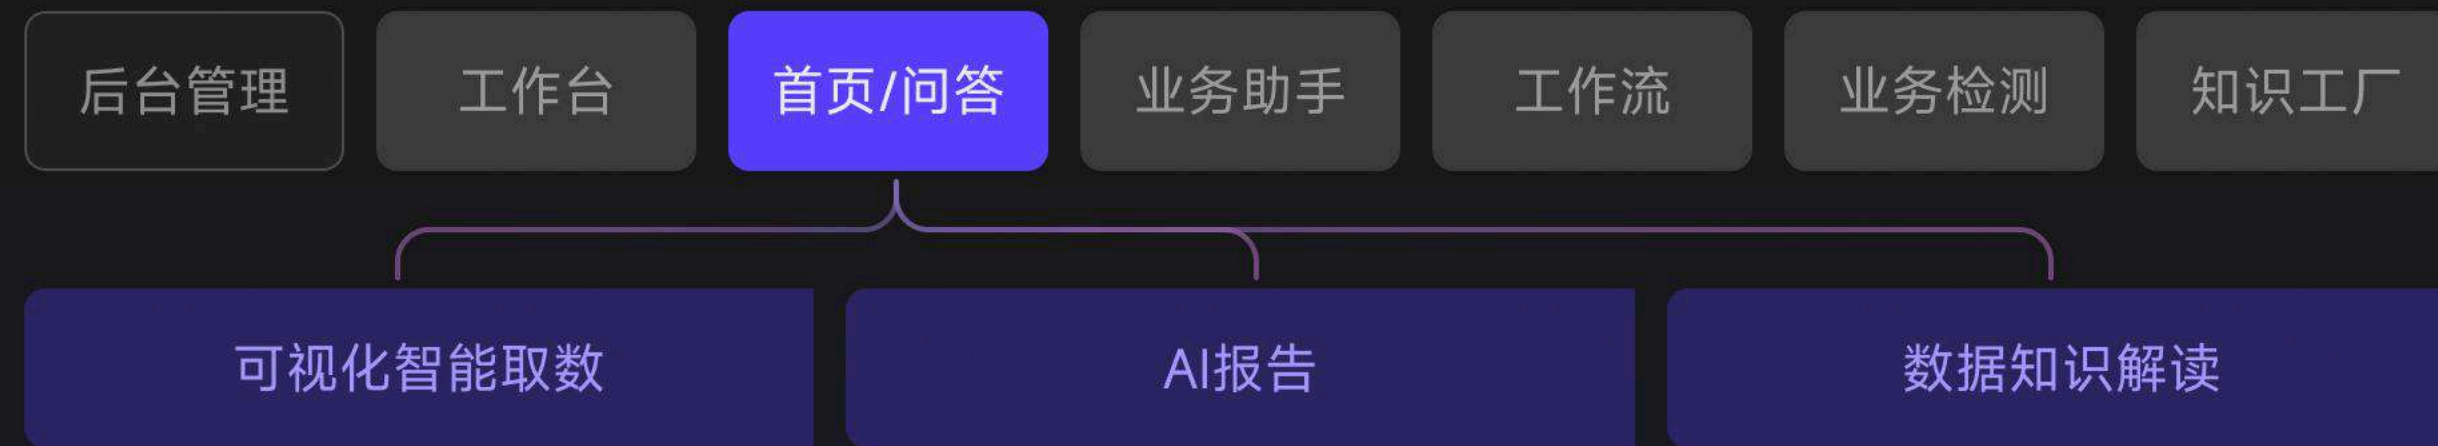 后台管理 工作台 首页/问答 业务助手 工作流 业务检测 知识工厂
可视化智能取数 AI报告 数据知识解读